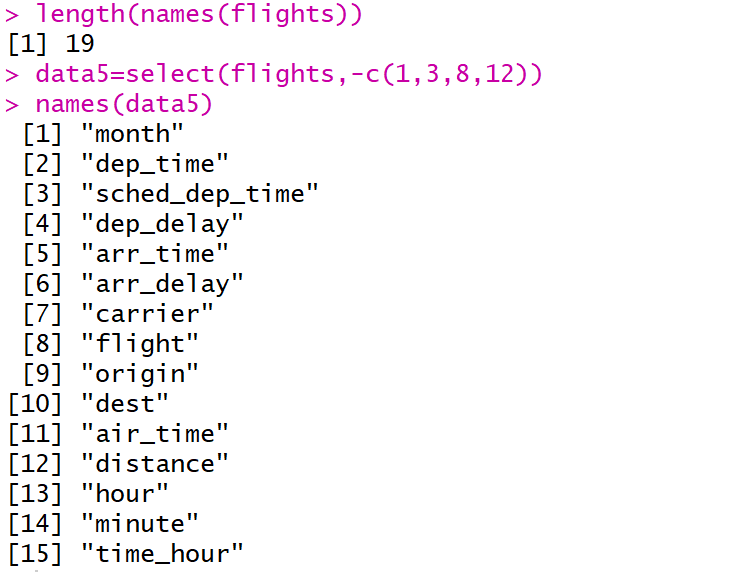 > length(names(flights))
[1] 19
> data5=select(flights,-c(1,3,8,12))
> names(data5)
 [1] "month"
 [2] "dep_time"
 [3] "sched_dep_time"
 [4] "dep_delay"
 [5] "arr_time"
 [6] "arr_delay"
 [7] "carrier"
 [8] "flight"
 [9] "origin"
[10] "dest"
[11] "air_time"
[12] "distance"
[13] "hour"
[14] "minute"
[15] "time_hour"